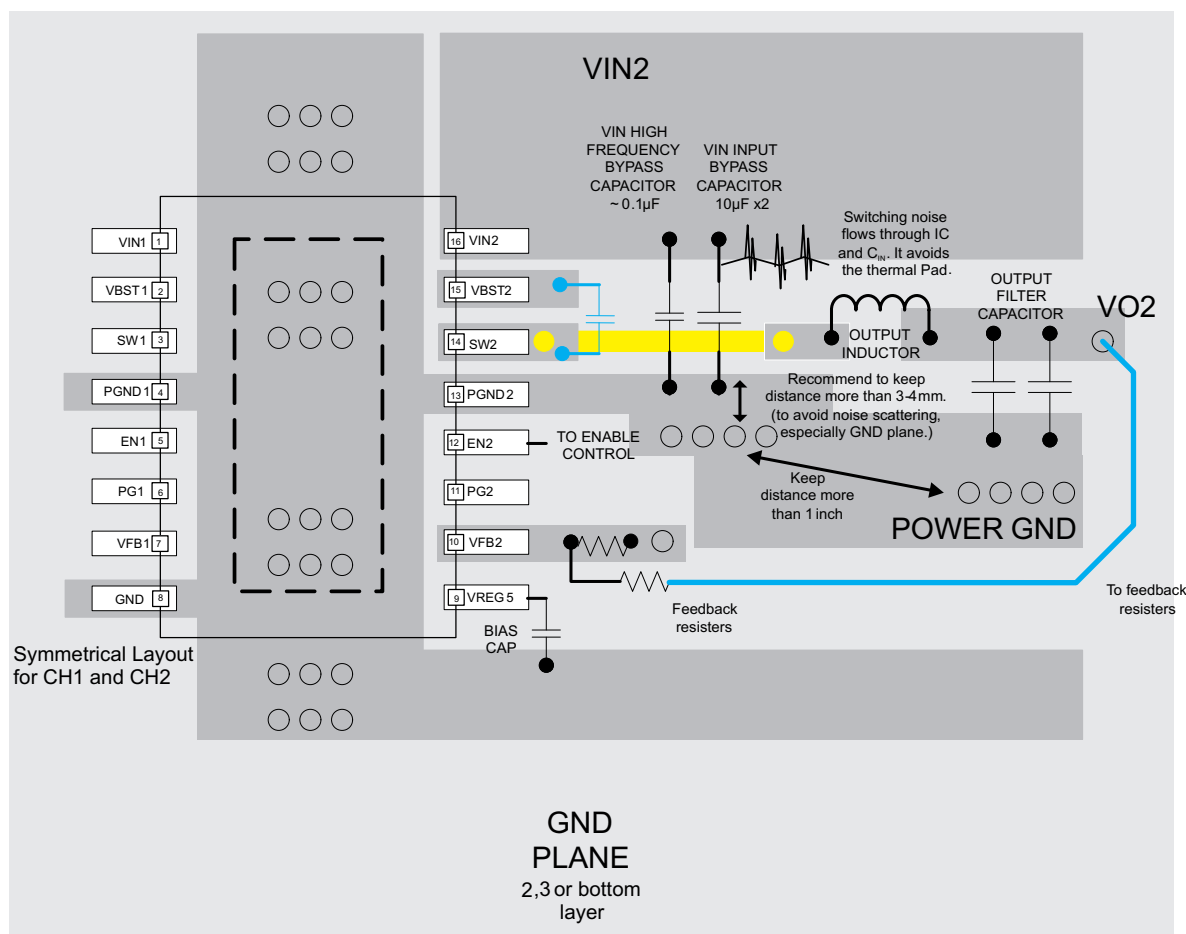 VIN2
VIN HIGH
FREQUENCY
BYPASS
CAPACITOR
~ 0.1µF
VIN INPUT
BYPASS
CAPACITOR
10µF x2
Switching noise
flows through IC
and CIN. It avoids
the thermal Pad.
OUTPUT
FILTER
CAPACITOR
VO2
OUTPUT
INDUCTOR
Recommend to keep
distance more than 3-4mm.
(to avoid noise scattering,
especially GND plane.)
Keep
distance more
than 1 inch
POWER GND
To feedback
resisters
VIN1 1
VBST1 2
SW1 3
PGND1 4
EN1 5
PG1 6
VFB1 7
GND 8
16 VIN2
15 VBST2
14 SW2
13 PGND2
12 EN2
11 PG2
10 VFB2
9 VREG5
TO ENABLE
CONTROL
Feedback
resisters
BIAS
CAP
Symmetrical Layout
for CH1 and CH2
GND
PLANE
2,3 or bottom
layer